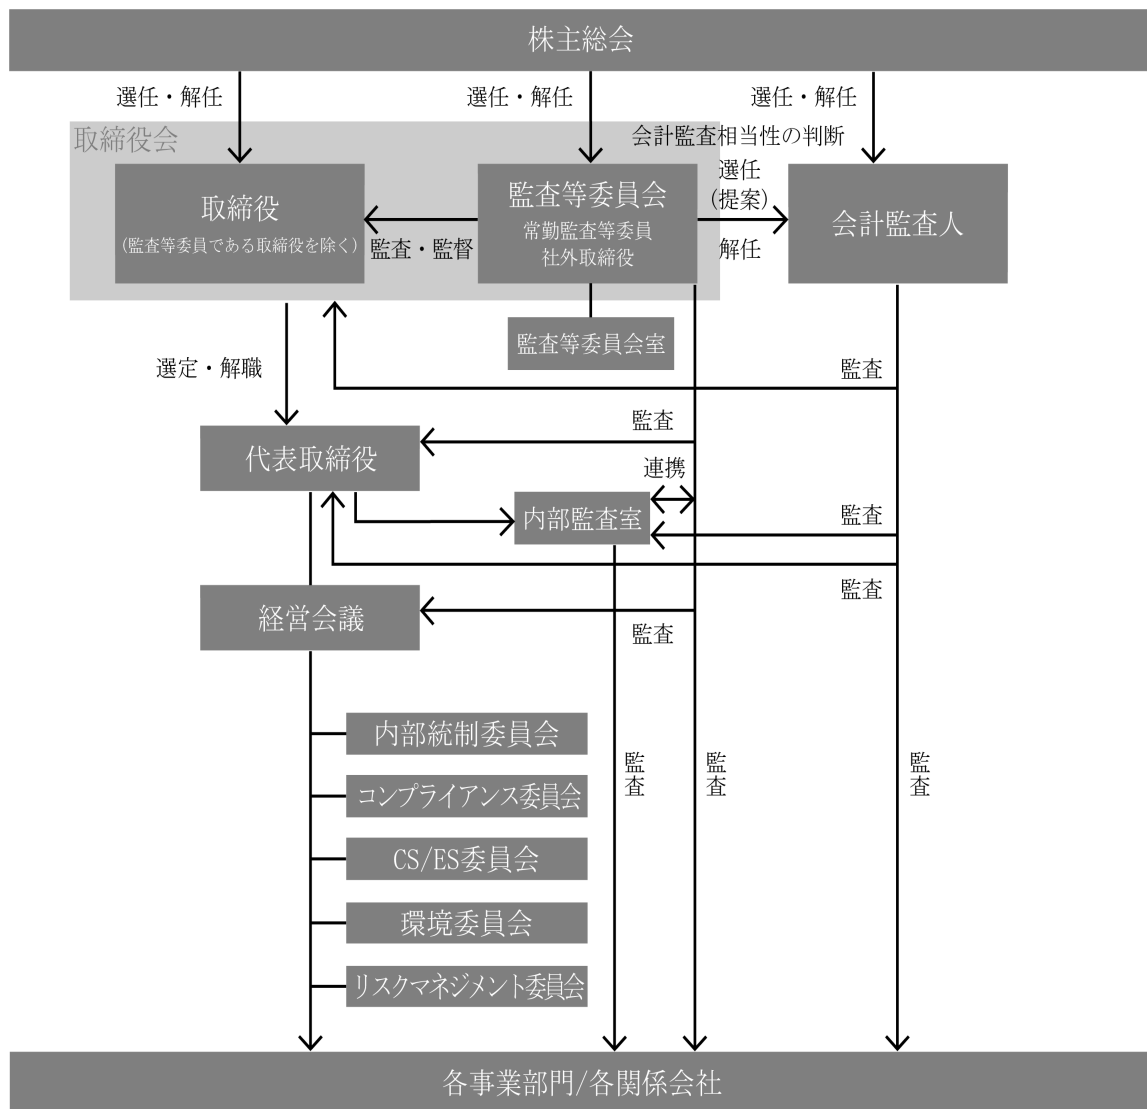 株主総会
選任・解任
選任・解任
選任・解任
取締役会
会計監査相当性の判断
取締役
(監査等委員である取締役を除く)
監査等委員会
常勤監査等委員
社外取締役
選任
(提案)
解任
会計監査人
監査・監督
監査等委員会室
選定・解職
監査
監査
代表取締役
連携
内部監査室
監査
監査
経営会議
監査
内部統制委員会
コンプライアンス委員会
CS/ES委員会
環境委員会
リスクマネジメント委員会
監査
監査
監査
各事業部門/各関係会社